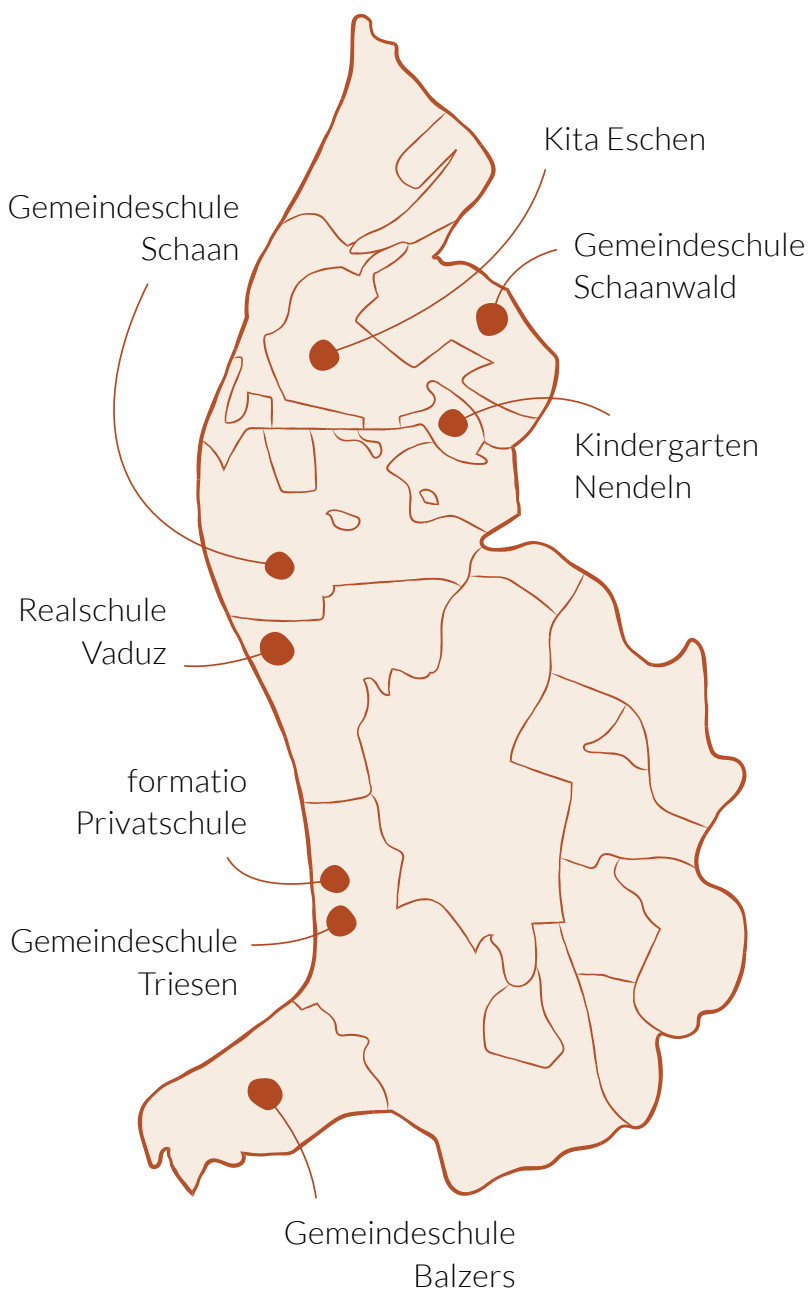 Kita Eschen
Gemeindeschule
Schaan
Gemeindeschule
Schaanwald
Kindergarten
Nendeln
Realschule
Vaduz
formatio
Privatschule
Gemeindeschule
Triesen
Gemeindeschule
Balzers